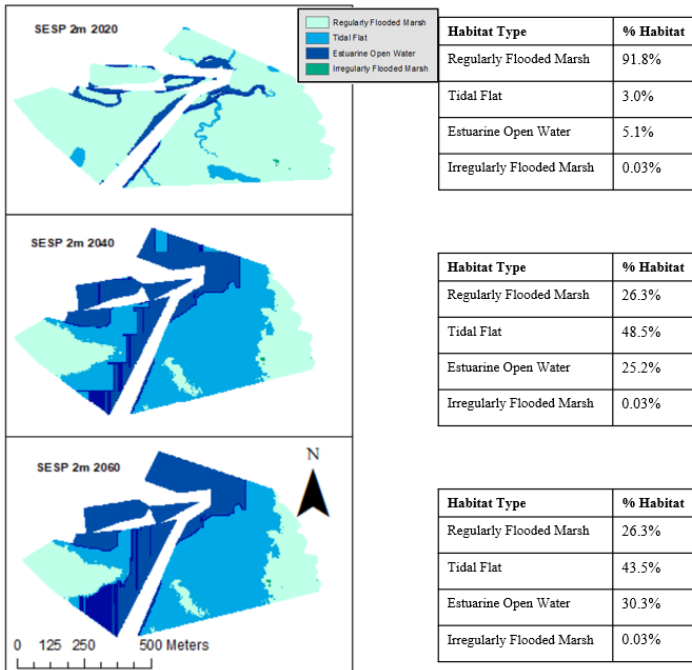 SESP 2m 2020
Regularly Flooded Marsh
Tidal Flat
Estuarine Open Water
Irregularly Flooded Marsh
Habitat Type % Habitat
Regularly Flooded Marsh 91.8%
Tidal Flat 3.0%
Estuarine Open Water 5.1%
Irregularly Flooded Marsh 0.03%
SESP 2m 2040
Habitat Type % Habitat
Regularly Flooded Marsh 26.3%
Tidal Flat 48.5%
Estuarine Open Water 25.2%
Irregularly Flooded Marsh 0.03%
SESP 2m 2060
N
Habitat Type % Habitat
Regularly Flooded Marsh 26.3%
Tidal Flat 43.5%
Estuarine Open Water 30.3%
Irregularly Flooded Marsh 0.03%
0 125 250 500 Meters